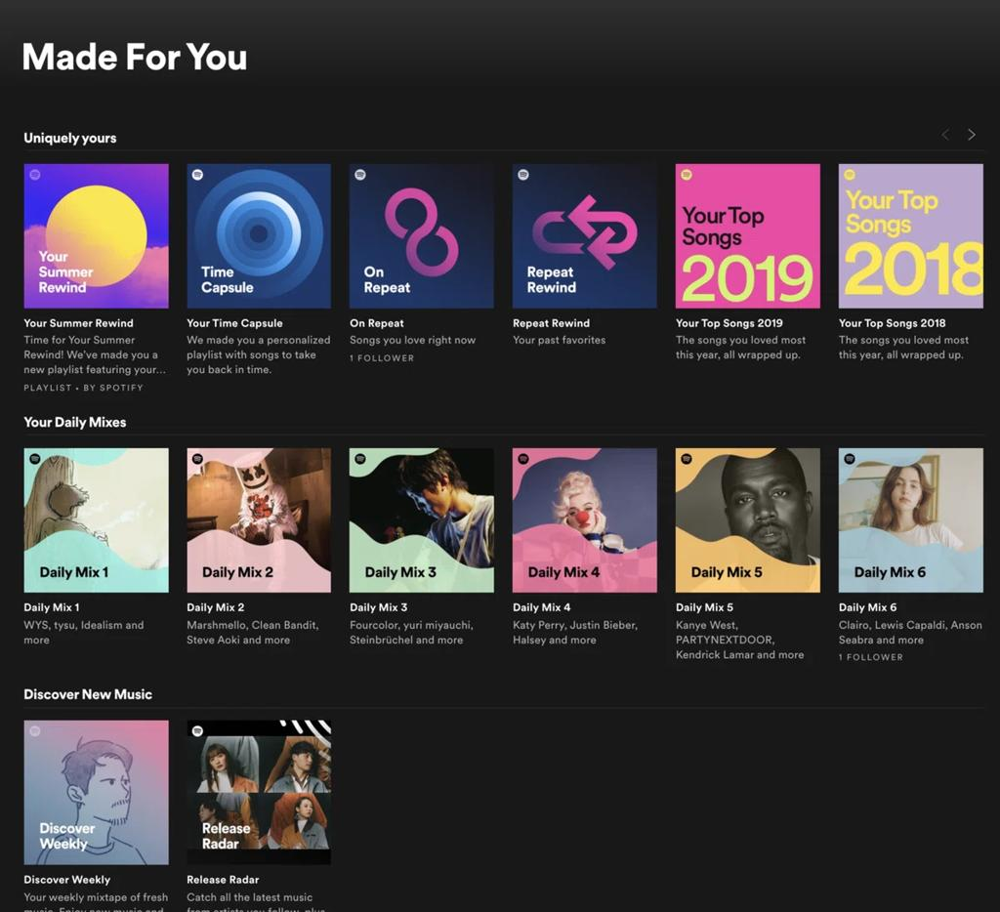 Made For You
Uniquely yours
Your
Summer
Rewind
Time
Capsule
On
Repeat
Repeat
Rewind
Your Top
Songs
2019
Your Top
Songs
2018
Your Summer Rewind
Time for Your Summer
Rewind! We've made you a
new playlist featuring your...
PLAYLIST • BY SPOTIFY
Your Time Capsule
We made you a personalized
playlist with songs to take
you back in time.
On Repeat
Songs you love right now
1 FOLLOWER
Repeat Rewind
Your past favorites
Your Top Songs 2019
The songs you loved most
this year, all wrapped up.
Your Top Songs 2018
The songs you loved most
this year, all wrapped up.
Your Daily Mixes
Daily Mix 1
Daily Mix 2
Daily Mix 3
Daily Mix 4
Daily Mix 5
Daily Mix 6
Daily Mix 1
WYS, tysu, Idealism and
more
Daily Mix 2
Marshmello, Clean Bandit,
Steve Aoki and more
Daily Mix 3
Fourcolor, yuri miyauchi,
Steinbrüchel and more
Daily Mix 4
Katy Perry, Justin Bieber,
Halsey and more
Daily Mix 5
Kanye West,
PARTYNEXTDOOR,
Kendrick Lamar and more
Daily Mix 6
Clairo, Lewis Capaldi, Anson
Seabra and more
1 FOLLOWER
Discover New Music
Discover
Weekly
Release
Radar
Discover Weekly
Your weekly mixtape of fresh
music. Enjoy new music and
Release Radar
Catch all the latest music
from artists you follow, plus